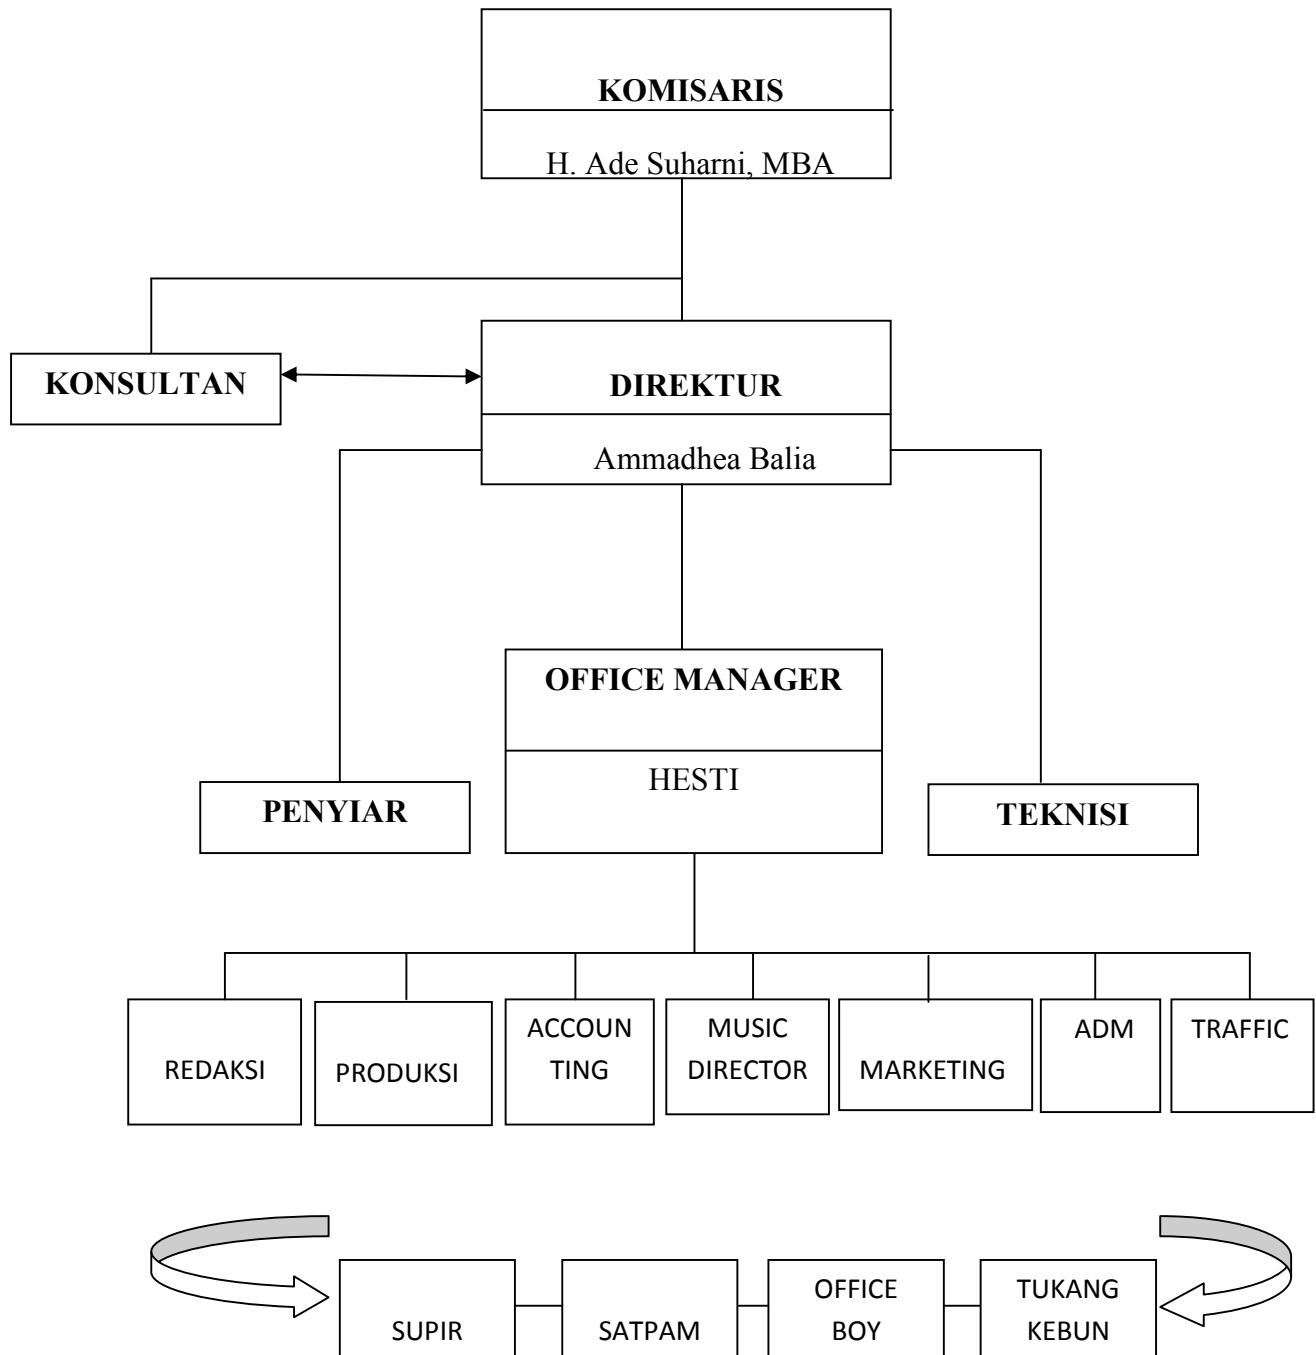 KOMISARIS
H. Ade Suharni, MBA
KONSULTAN
DIREKTUR
Ammadhea Balia
OFFICE MANAGER
HESTI
PENYIAR
TEKNISI
REDAKSI
PRODUKSI
ACCOUN
TING
MUSIC
DIRECTOR
MARKETING
ADM
TRAFFIC
SUPIR
SATPAM
OFFICE
BOY
TUKANG
KEBUN